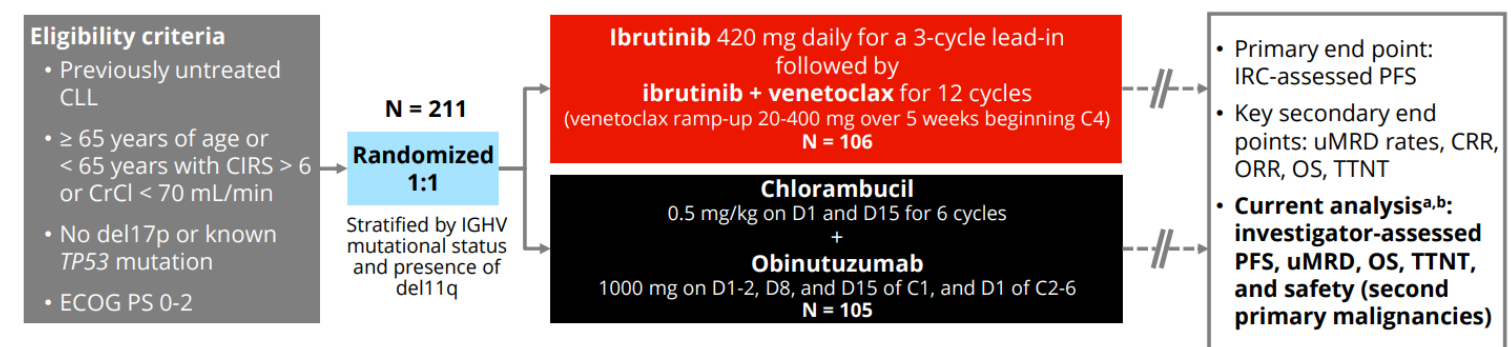 Eligibility criteria
• Previously untreated
CLL
• ≥ 65 years of age or
< 65 years with CIRS > 6
or CrCl < 70 mL/min
• No del17p or known
TP53 mutation
• ECOG PS 0-2
N = 211
Randomized
1:1
Stratified by IGHV
mutational status
and presence of
del11q
Ibrutinib 420 mg daily for a 3-cycle lead-in
followed by
ibrutinib + venetoclax for 12 cycles
(venetoclax ramp-up 20-400 mg over 5 weeks beginning C4)
N = 106
Chlorambucil
0.5 mg/kg on D1 and D15 for 6 cycles
+
Obinutuzumab
1000 mg on D1-2, D8, and D15 of C1, and D1 of C2-6
N = 105
• Primary end point:
IRC-assessed PFS
• Key secondary end
points: uMRD rates, CRR,
ORR, OS, TTNT
• Current analysisᵃ,ᵇ:
investigator-assessed
PFS, uMRD, OS, TTNT,
and safety (second
primary malignancies)